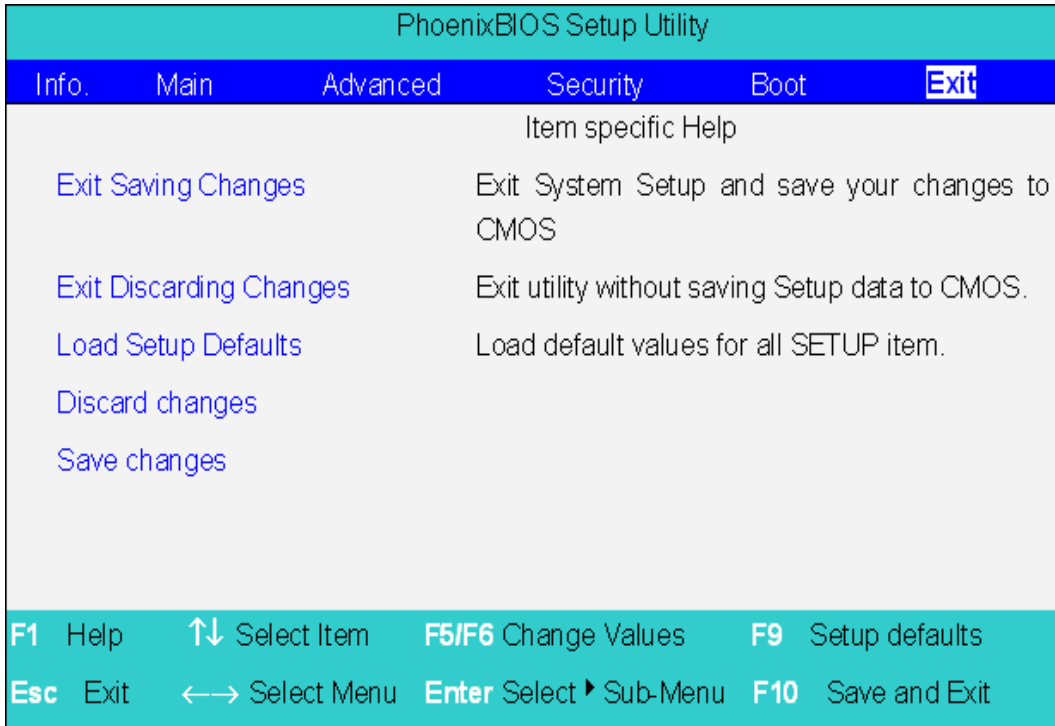 PhoenixBIOS Setup Utility
Info. Main Advanced Security Boot Exit
Item specific Help
Exit Saving Changes Exit System Setup and save your changes to
CMOS
Exit Discarding Changes Exit utility without saving Setup data to CMOS.
Load Setup Defaults Load default values for all SETUP item.
Discard changes
Save changes
F1 Help ↑↓ Select Item F5/F6 Change Values F9 Setup defaults
Esc Exit ←→ Select Menu Enter Select ▶ Sub-Menu F10 Save and Exit